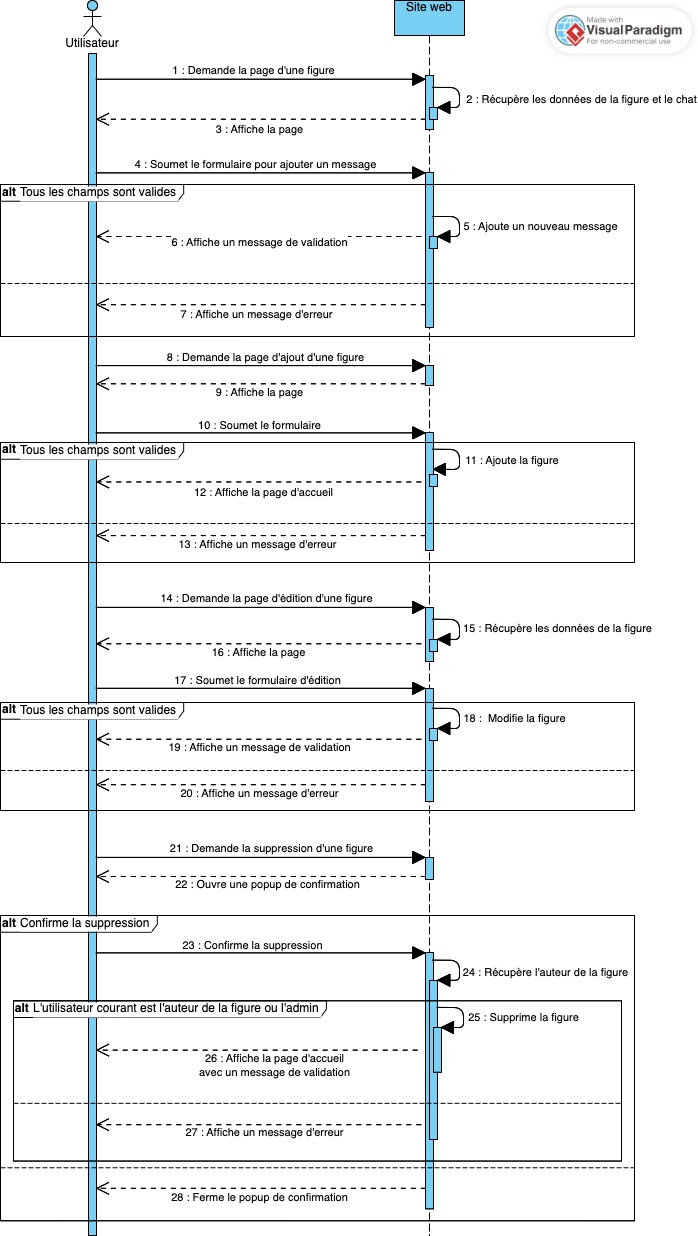 Utilisateur
Site web
Made with
VisualParadigm
For non-commercial use
1 : Demande la page d'une figure
2 : Récupère les données de la figure et le chat
3 : Affiche la page
4 : Soumet le formulaire pour ajouter un message
alt Tous les champs sont valides
5 : Ajoute un nouveau message
6 : Affiche un message de validation
7 : Affiche un message d'erreur
8 : Demande la page d'ajout d'une figure
9 : Affiche la page
10 : Soumet le formulaire
alt Tous les champs sont valides
11 : Ajoute la figure
12 : Affiche la page d'accueil
13 : Affiche un message d'erreur
14 : Demande la page d'édition d'une figure
15 : Récupère les données de la figure
16 : Affiche la page
17 : Soumet le formulaire d'édition
alt Tous les champs sont valides
18 : Modifie la figure
19 : Affiche un message de validation
20 : Affiche un message d'erreur
21 : Demande la suppression d'une figure
22 : Ouvre une popup de confirmation
alt Confirme la suppression
23 : Confirme la suppression
24 : Récupère l'auteur de la figure
alt L'utilisateur courant est l'auteur de la figure ou l'admin
25 : Supprime la figure
26 : Affiche la page d'accueil
avec un message de validation
27 : Affiche un message d'erreur
28 : Ferme le popup de confirmation